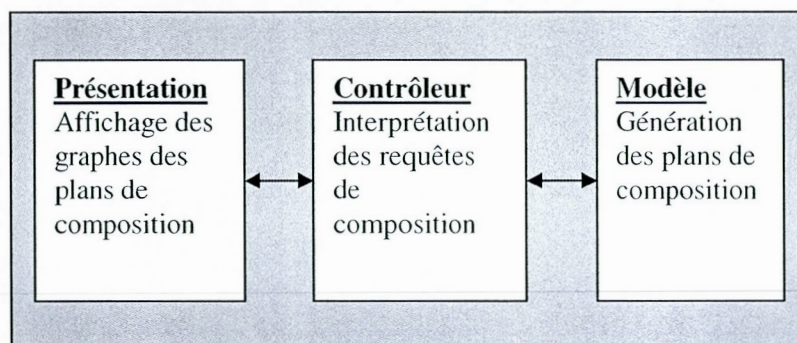 Présentation
Affichage des
graphes des
plans de
composition
Contrôleur
Interprétation
des requêtes
de
composition
Modèle
Génération
des plans de
composition